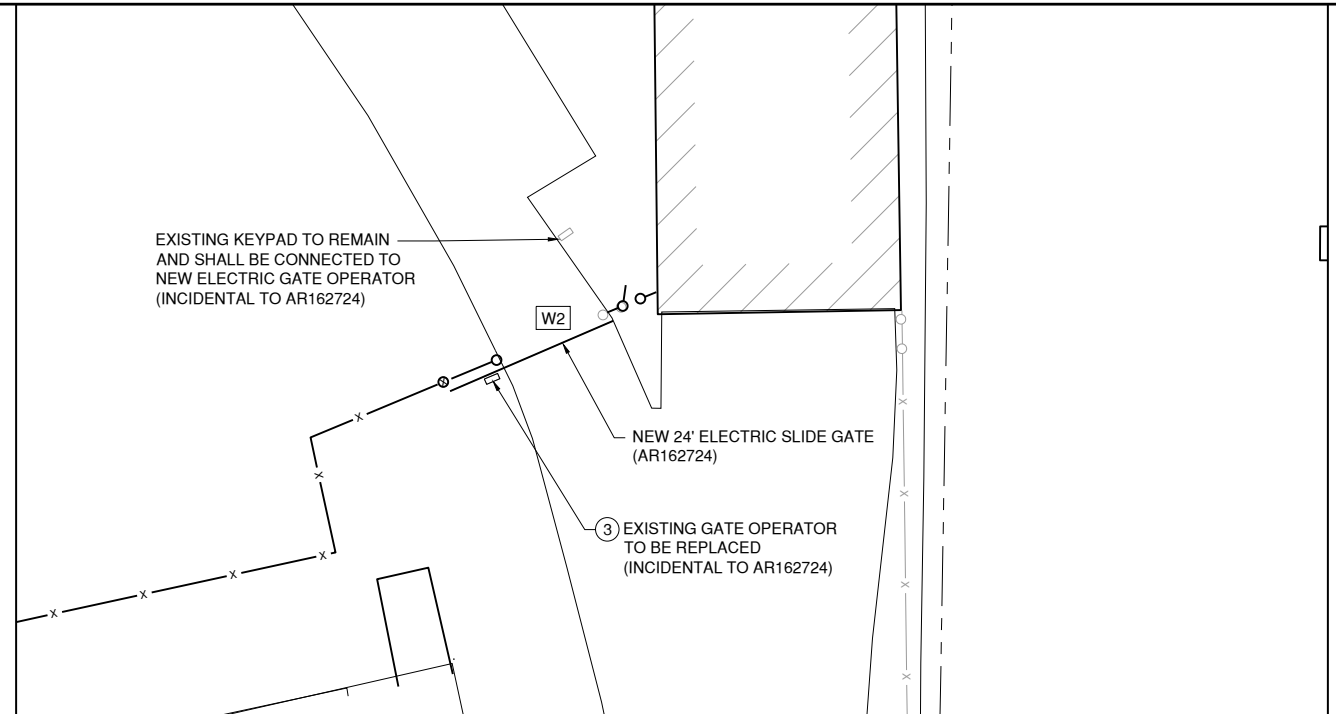 EXISTING KEYPAD TO REMAIN
AND SHALL BE CONNECTED TO
NEW ELECTRIC GATE OPERATOR
(INCIDENTAL TO AR162724)
W2
NEW 24' ELECTRIC SLIDE GATE
(AR162724)
3 EXISTING GATE OPERATOR
TO BE REPLACED
(INCIDENTAL TO AR162724)